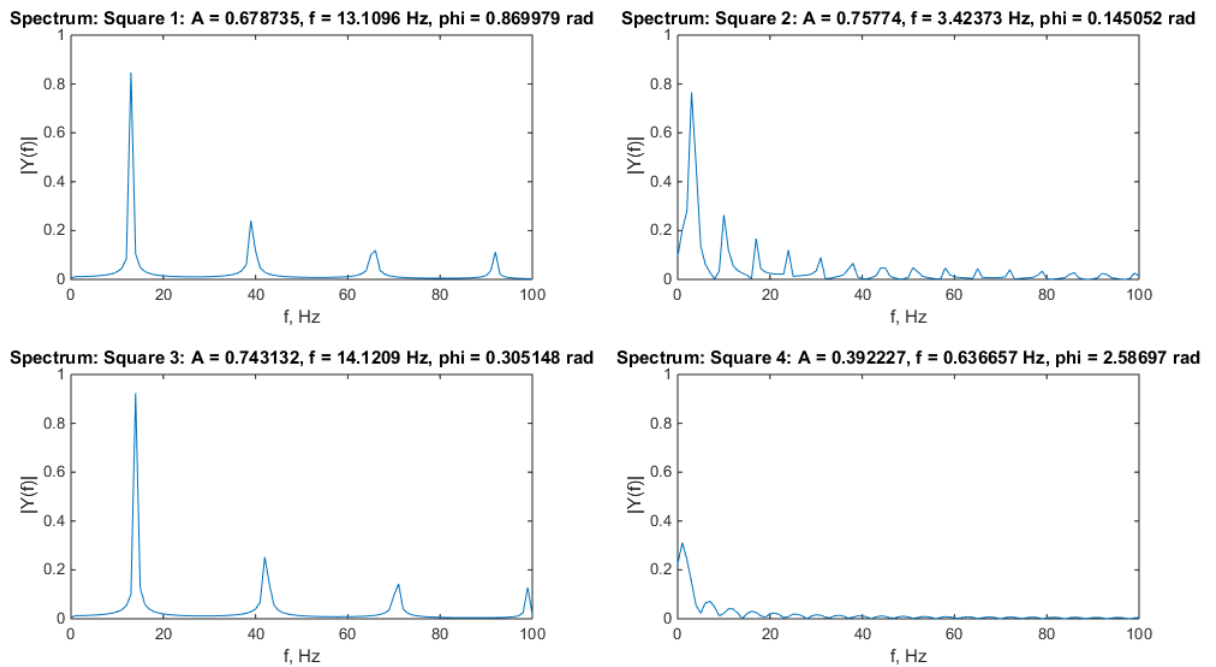 Spectrum: Square 1: A = 0.678735, f = 13.1096 Hz, phi = 0.869979 rad
1
0.8
0.6
0.4
0.2
0
|Y(f)|
0 20 40 60 80 100
f, Hz
Spectrum: Square 2: A = 0.75774, f = 3.42373 Hz, phi = 0.145052 rad
1
0.8
0.6
0.4
0.2
0
|Y(f)|
0 20 40 60 80 100
f, Hz
Spectrum: Square 3: A = 0.743132, f = 14.1209 Hz, phi = 0.305148 rad
1
0.8
0.6
0.4
0.2
0
|Y(f)|
0 20 40 60 80 100
f, Hz
Spectrum: Square 4: A = 0.392227, f = 0.636657 Hz, phi = 2.58697 rad
1
0.8
0.6
0.4
0.2
0
|Y(f)|
0 20 40 60 80 100
f, Hz